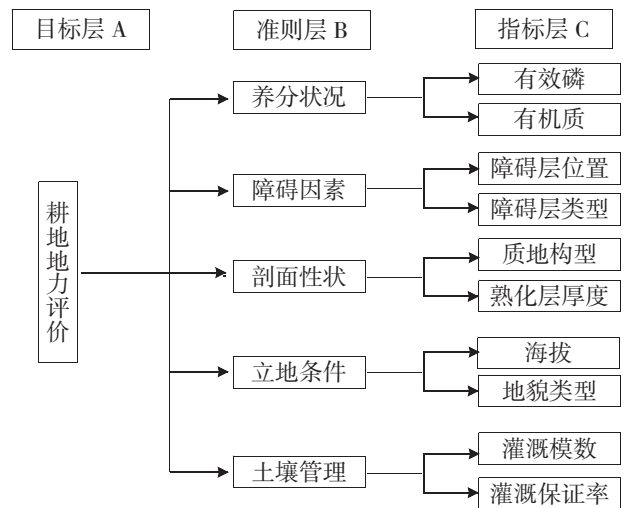 目标层 A
准则层 B
指标层 C
耕地地力评价
养分状况
有效磷
有机质
障碍因素
障碍层位置
障碍层类型
剖面性状
质地构型
熟化层厚度
立地条件
海拔
地貌类型
土壤管理
灌溉模数
灌溉保证率